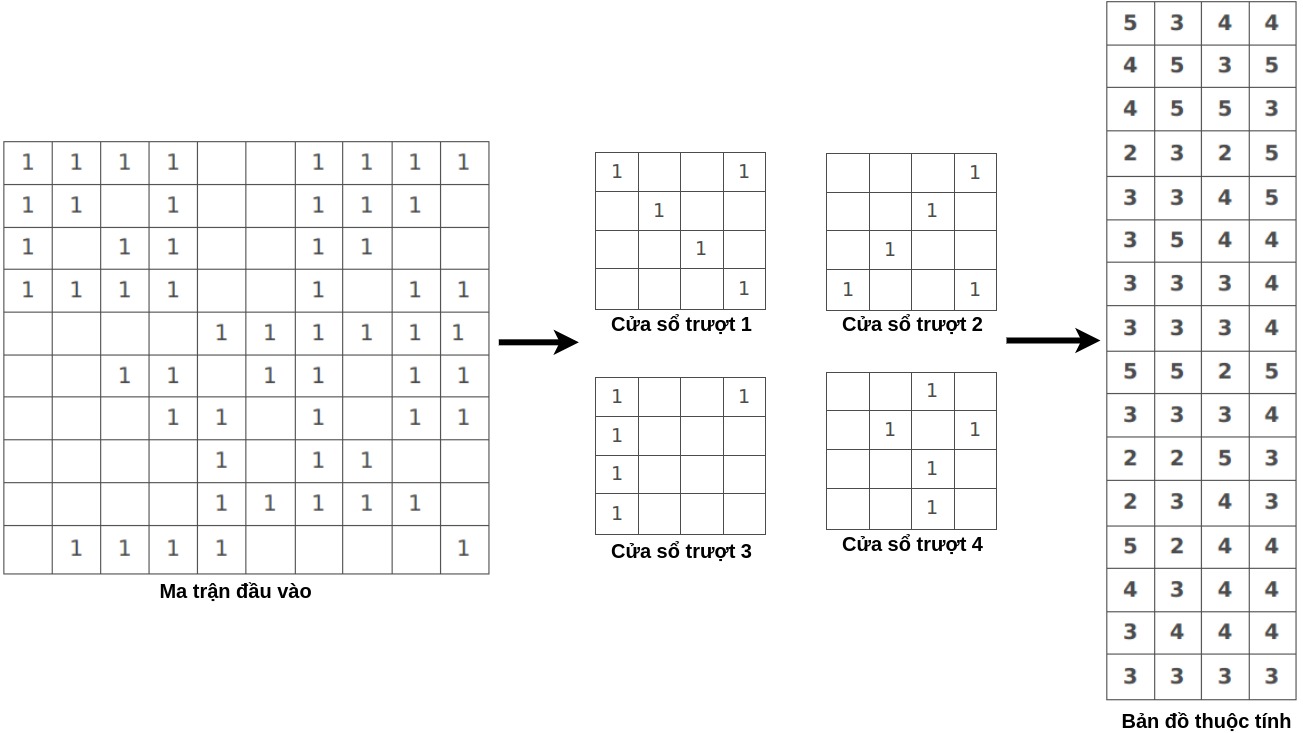 1 1 1 1 1 1 1 1
1 1 1 1 1 1
1 1 1 1 1
1 1 1 1 1 1 1
1 1 1 1 1 1
1 1 1 1 1 1
1 1 1 1 1
1 1 1
1 1 1 1 1
1 1 1 1 1
Ma trận đầu vào
1 1
1
1
1
Cửa sổ trượt 1
1
1
1
1 1
Cửa sổ trượt 2
1 1
1
1
1
Cửa sổ trượt 3
1
1 1
1
1
Cửa sổ trượt 4
5 3 4 4
4 5 3 5
4 5 5 3
2 3 2 5
3 3 4 5
3 5 4 4
3 3 3 4
3 3 3 4
5 5 2 5
3 3 3 4
2 2 5 3
2 3 4 3
5 2 4 4
4 3 4 4
3 4 4 4
3 3 3 3
Bản đồ thuộc tính